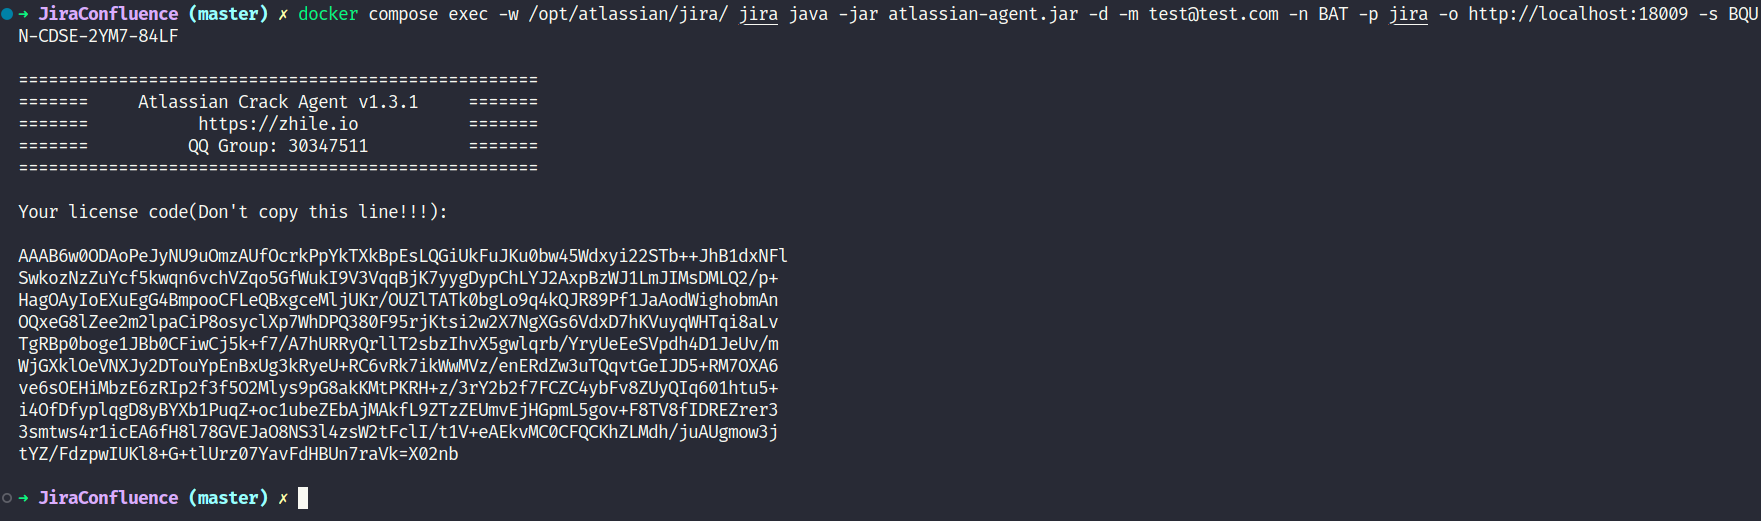 ➜ JiraConfluence (master) ✗ docker compose exec -w /opt/atlassian/jira/ jira java -jar atlassian-agent.jar -d -m test@test.com -n BAT -p jira -o http://localhost:18009 -s BQU
N-CDSE-2YM7-84LF
====================================================
=======     Atlassian Crack Agent v1.3.1     =======
=======           https://zhile.io           =======
=======          QQ Group: 30347511          =======
====================================================
Your license code(Don't copy this line!!!):
AAAB6w0ODAoPeJyNU9uOmzAUfOcrkPpYkTXkBpEsLQGiUkFuJKu0bw45Wdxyi22STb++JhB1dxNFl
SwkozNzZuYcf5kwqn6vchVZqo5GfWukI9V3VqqBjK7yygDypChLYJ2AxpBzWJ1LmJIMsDMLQ2/p+
HagOAyIoEXuEgG4BmpooCFLeQBxgceMljUKr/OUZlTATk0bgLo9q4kQJR89Pf1JaAodWighobmAn
OQxeG8lZee2m2lpaCiP8osyclXp7WhDPQ380F95rjKtsi2w2X7NgXGs6VdxD7hKVuyqWHTqi8aLv
TgRBp0boge1JBb0CFiwCj5k+f7/A7hURRyQrllT2sbzIhvX5gwlqrb/YryUeEeSVpdh4D1JeUv/m
WjGXklOeVNXJy2DTouYpEnBxUg3kRyeU+RC6vRk7ikWwMVz/enERdZw3uTQqvtGeIJD5+RM7OXA6
ve6sOEHiMbzE6zRIp2f3f5O2Mlys9pG8akKMtPKRH+z/3rY2b2f7FCZC4ybFv8ZUyQIq601htu5+
i4OfDfyplqgD8yBYXb1PuqZ+oc1ubeZEbAjMAkfL9ZTzZEUmvEjHGpmL5gov+F8TV8fIDREZrer3
3smtws4r1icEA6fH8l78GVEJaO8NS3l4zsW2tFclI/t1V+eAEkvMC0CFQCKhZLMdh/juAUgmow3j
tYZ/FdzpwIUKl8+G+tlUrz07YavFdHBUn7raVk=X02nb
➜ JiraConfluence (master) ✗